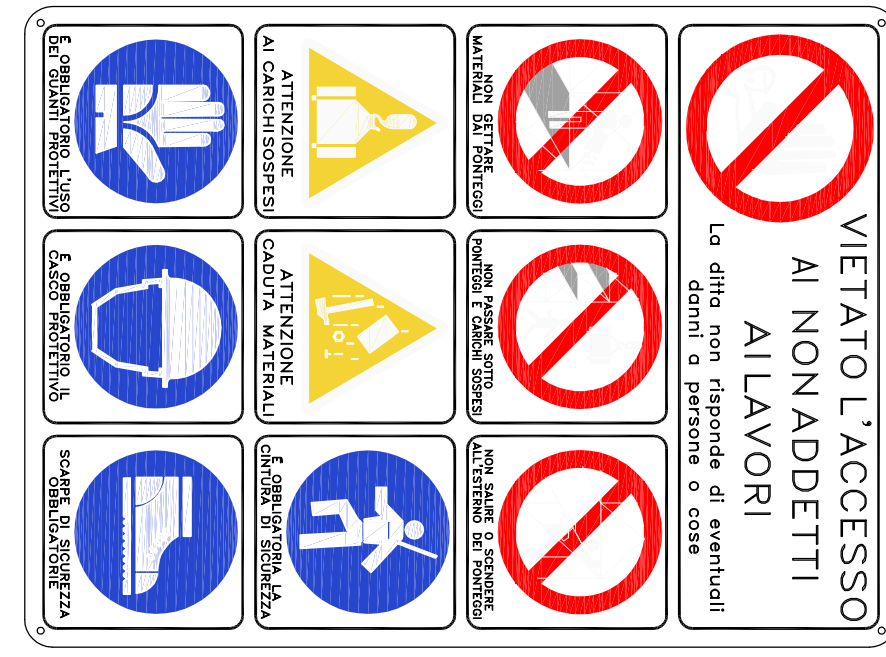 VIETATO L'ACCESSO
AI NON ADDETTI
AI LAVORI
La ditta non risponde di eventuali
danni a persone o cose
NON GETTARE
MATERIALI DAT PONTEGGI
NON PASSARE SOTTO
PONTEGGI E CARICHI SOSPESI
NON SALIRE O SCENDERE
ALL'ESTERNO DEI PONTEGGI
ATTENZIONE
AI CARICHI SOSPESI
ATTENZIONE
CADUTA MATERIALI
È OBBLIGATORIA LA
CINTURA DI SICUREZZA
È OBBLIGATORIO L'USO
DEI GUANTI PROTETTIVI
È OBBLIGATORIO IL
CASCO PROTETTIVO
SCARPE DI SICUREZZA
OBBLIGATORIE